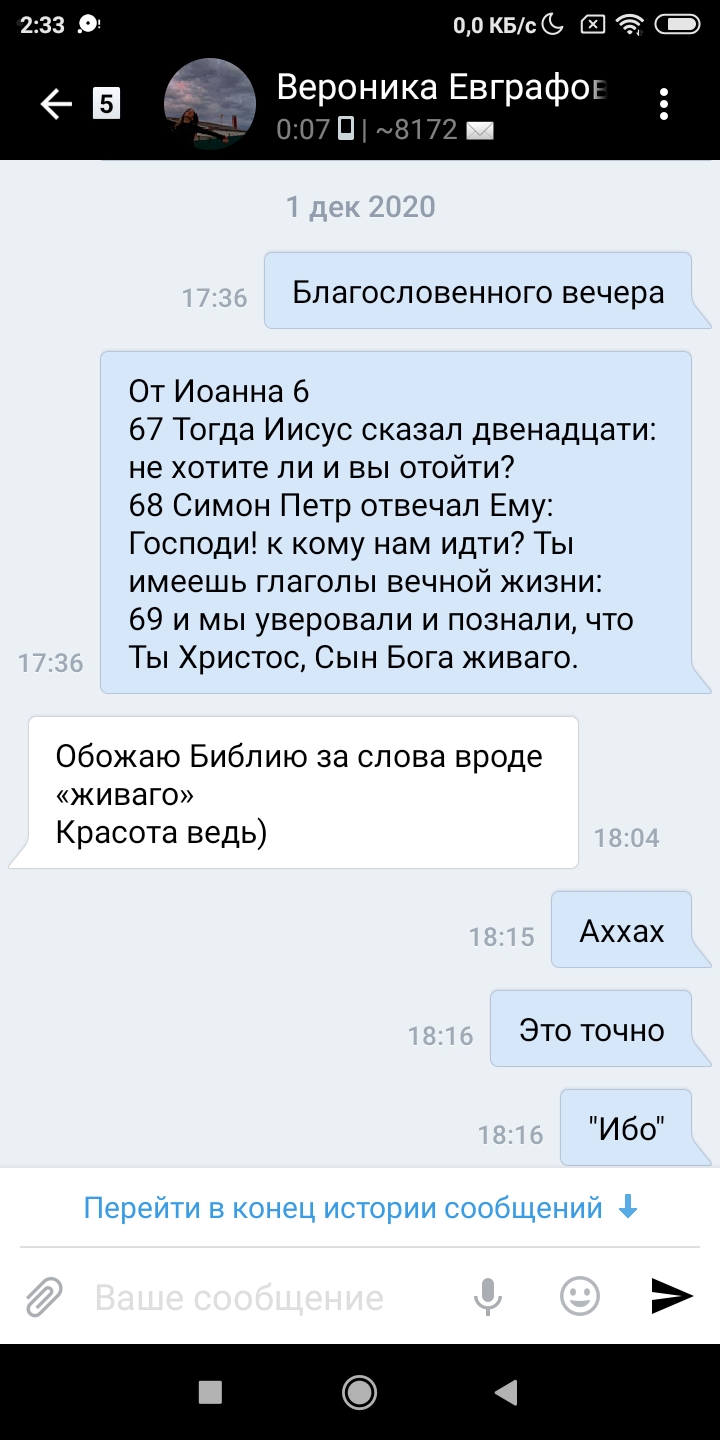 2:33
0,0 КБ/с
5
Вероника Евграфов
0:07 | ~8172
1 дек 2020
Благословенного вечера
17:36
От Иоанна 6
67 Тогда Иисус сказал двенадцати:
не хотите ли и вы отойти?
68 Симон Петр отвечал Ему:
Господи! к кому нам идти? Ты
имеешь глаголы вечной жизни:
69 и мы уверовали и познали, что
Ты Христос, Сын Бога живаго.
17:36
Обожаю Библию за слова вроде
«живаго»
Красота ведь)
18:04
Аххах
18:15
Это точно
18:16
"Ибо"
18:16
Перейти в конец истории сообщений
Ваше сообщение